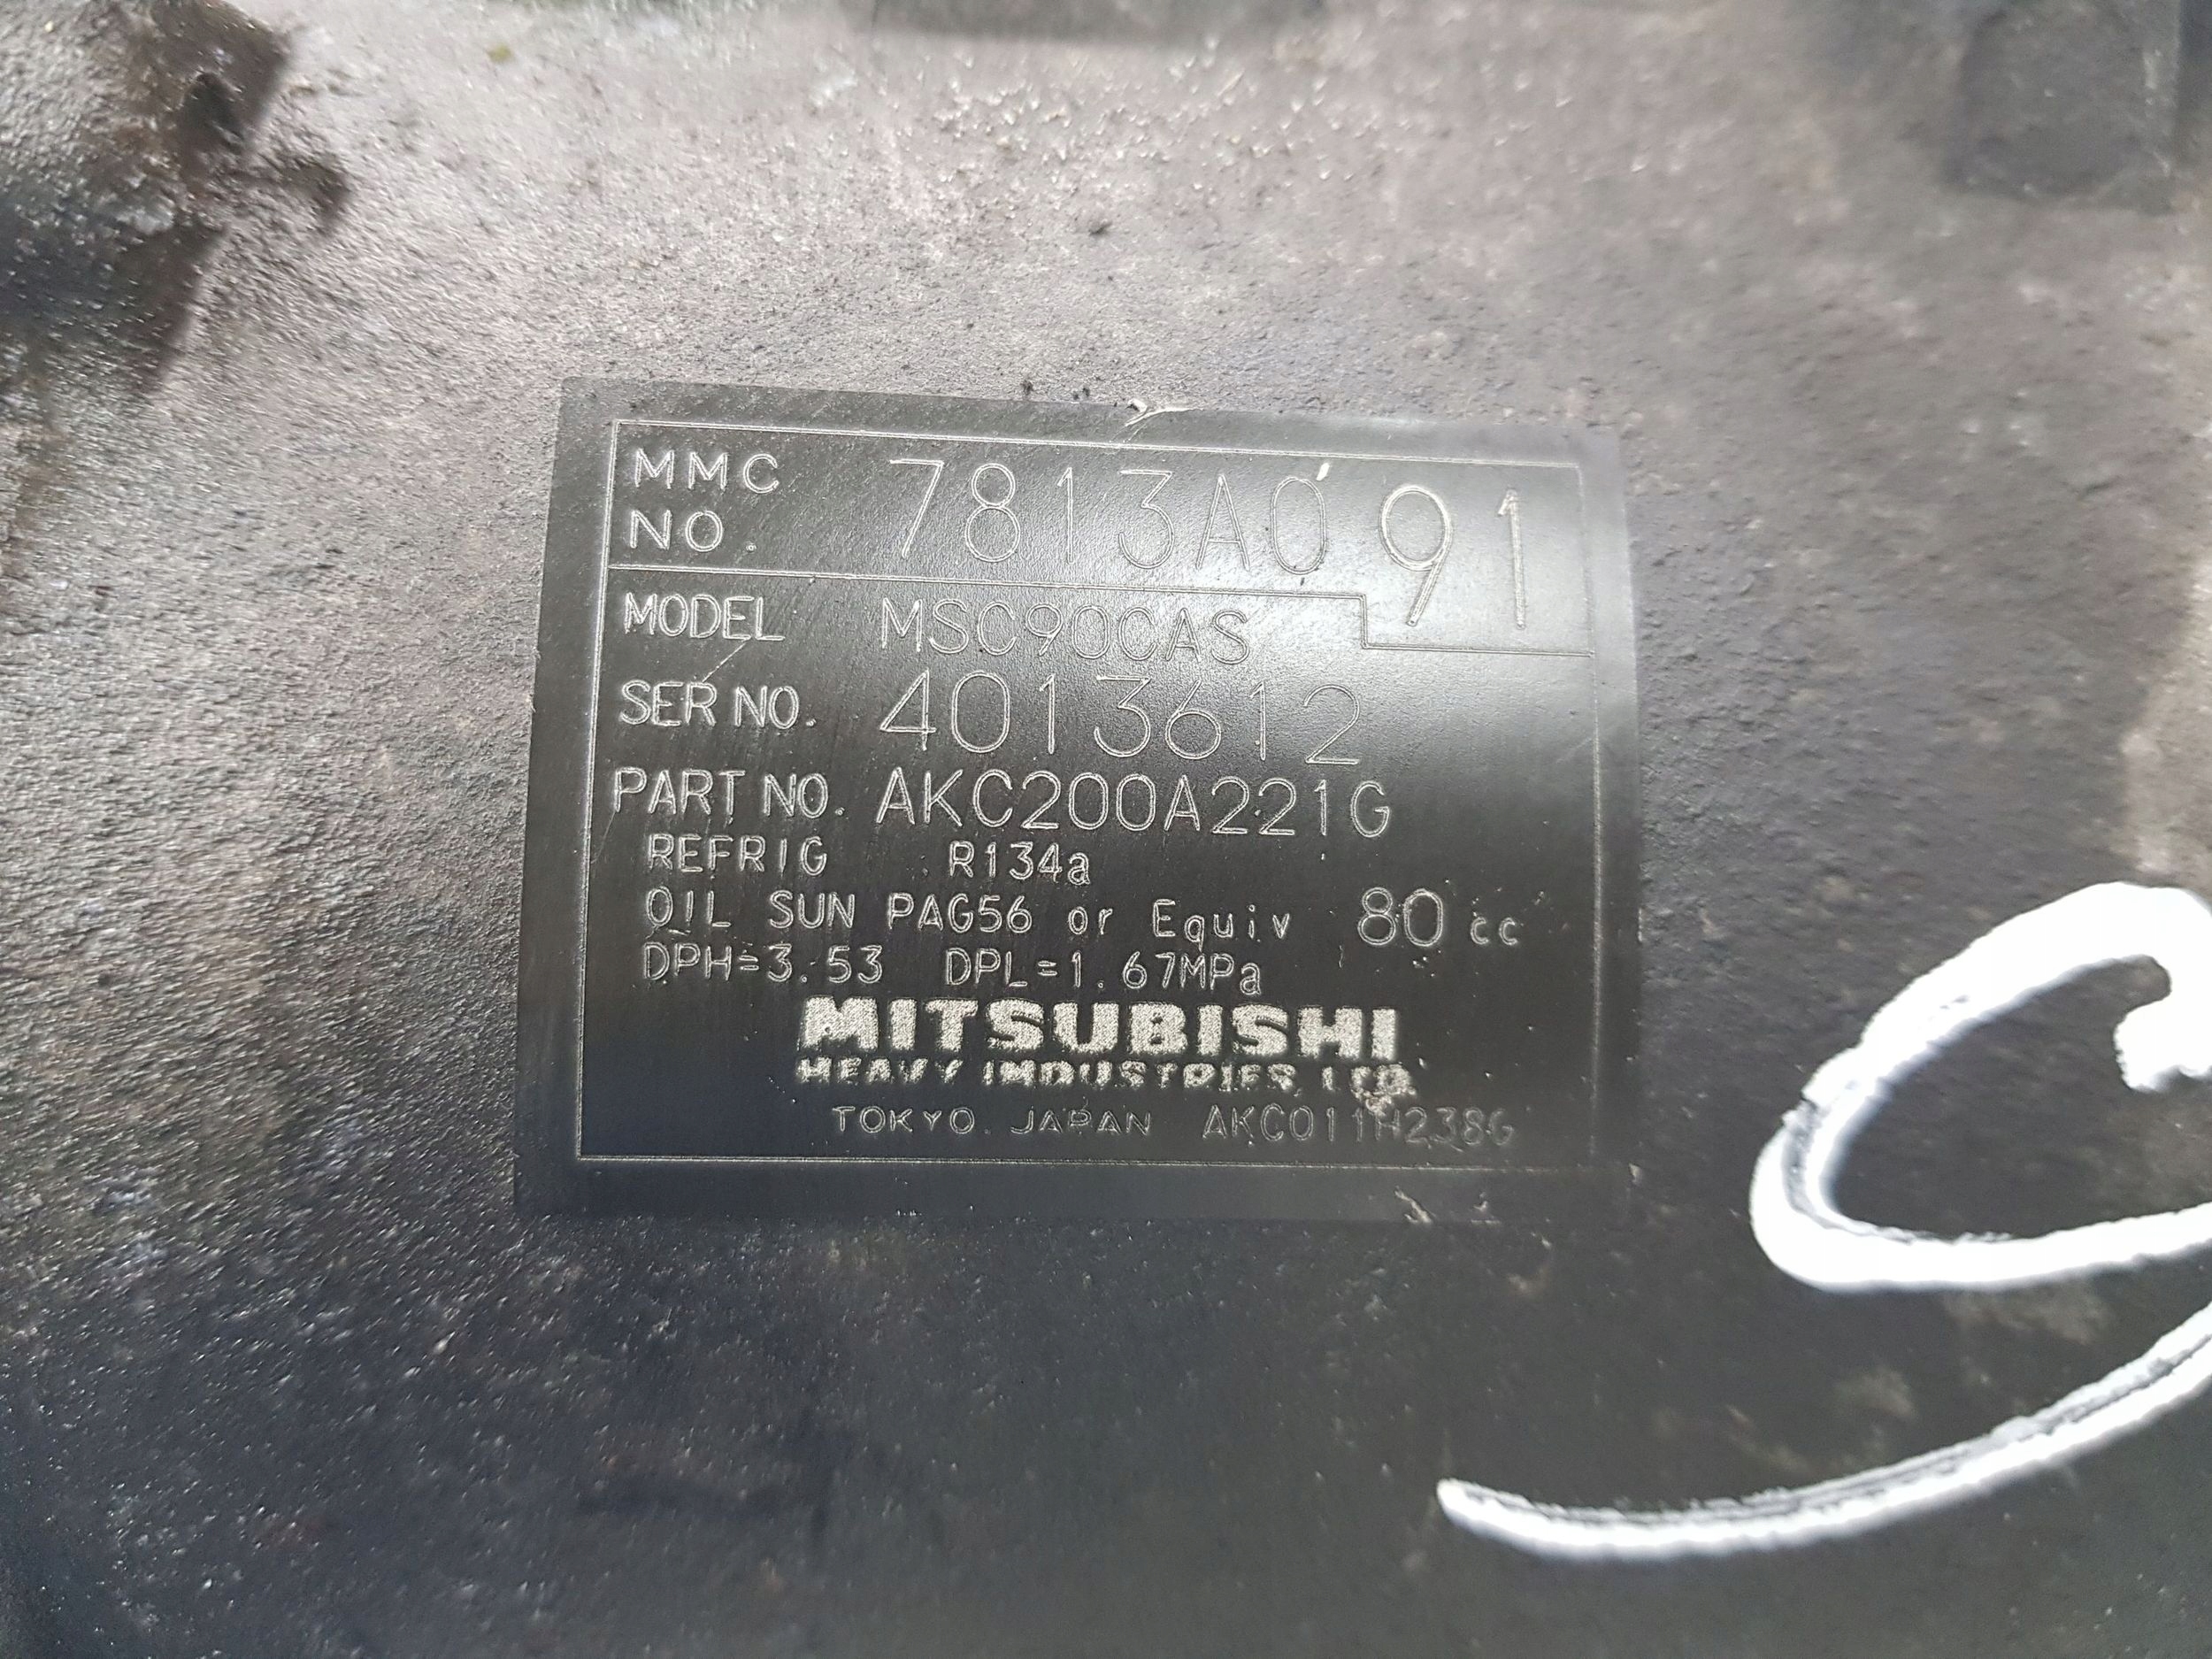 MMC NO. 7813A091
MODEL MSC90CAS
SER NO. 4013612
PART NO. AKC200A221G
REFRIG R134a
OIL SUN PAG56 or Equiv 80 cc
DPH=3.53 DPL=1.67MPa
MITSUBISHI
HEAVY INDUSTRIES, LTD.
TOKYO JAPAN AKC011H238G